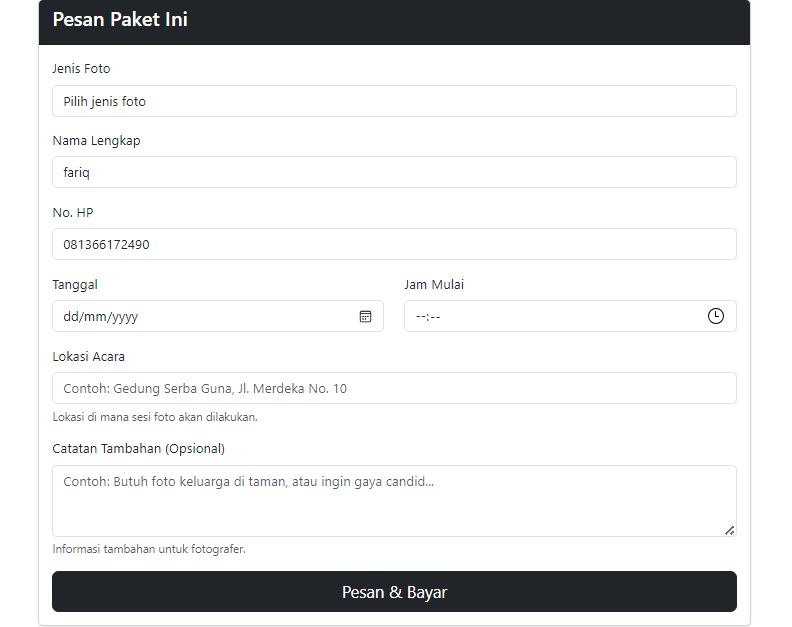 Pesan Paket Ini
Jenis Foto
Pilih jenis foto
Nama Lengkap
fariq
No. HP
081366172490
Tanggal
Jam Mulai
dd/mm/yyyy
--:--
Lokasi Acara
Contoh: Gedung Serba Guna, Jl. Merdeka No. 10
Lokasi di mana sesi foto akan dilakukan.
Catatan Tambahan (Opsional)
Contoh: Butuh foto keluarga di taman, atau ingin gaya candid...
Informasi tambahan untuk fotografer.
Pesan & Bayar